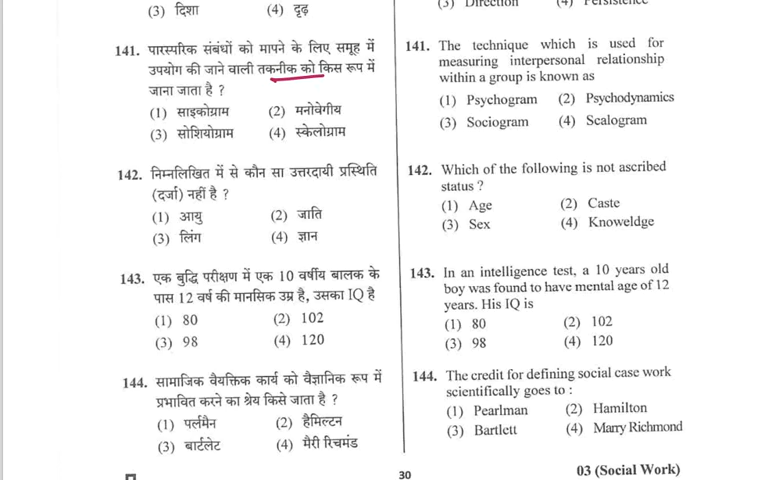 (3) दिशा (4) दृढ़
141. पारस्परिक संबंधों को मापने के लिए समूह में
उपयोग की जाने वाली तकनीक को किस रूप में
जाना जाता है ?
(1) साइकोग्राम (2) मनोवेगीय
(3) सोशियोग्राम (4) स्केलोग्राम
142. निम्नलिखित में से कौन सा उत्तरदायी प्रस्थिति
(दर्जा) नहीं है ?
(1) आयु (2) जाति
(3) लिंग (4) ज्ञान
143. एक बुद्धि परीक्षण में एक 10 वर्षीय बालक के
पास 12 वर्ष की मानसिक उम्र है, उसका IQ है
(1) 80 (2) 102
(3) 98 (4) 120
144. सामाजिक वैयक्तिक कार्य को वैज्ञानिक रूप में
प्रभावित करने का श्रेय किसे जाता है ?
(1) पर्लमैन (2) हैमिल्टन
(3) बार्टलेट (4) मैरी रिचमंड
(3) Direction (4) Persistence
141. The technique which is used for
measuring interpersonal relationship
within a group is known as
(1) Psychogram (2) Psychodynamics
(3) Sociogram (4) Scalogram
142. Which of the following is not ascribed
status ?
(1) Age (2) Caste
(3) Sex (4) Knoweldge
143. In an intelligence test, a 10 years old
boy was found to have mental age of 12
years. His IQ is
(1) 80 (2) 102
(3) 98 (4) 120
144. The credit for defining social case work
scientifically goes to :
(1) Pearlman (2) Hamilton
(3) Bartlett (4) Marry Richmond
30
03 (Social Work)